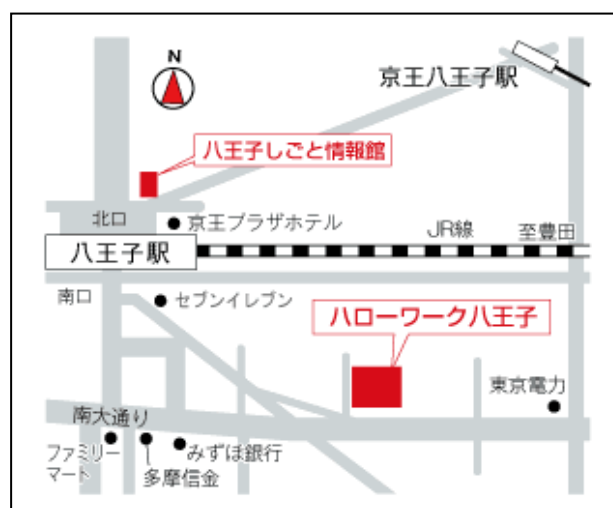 N
京王八王子駅
八王子しごと情報館
北口
京王プラザホテル
JR線
至豊田
八王子駅
南口
セブンイレブン
ハローワーク八王子
東京電力
南大通り
ファミリー
マート
多摩信金
みずほ銀行